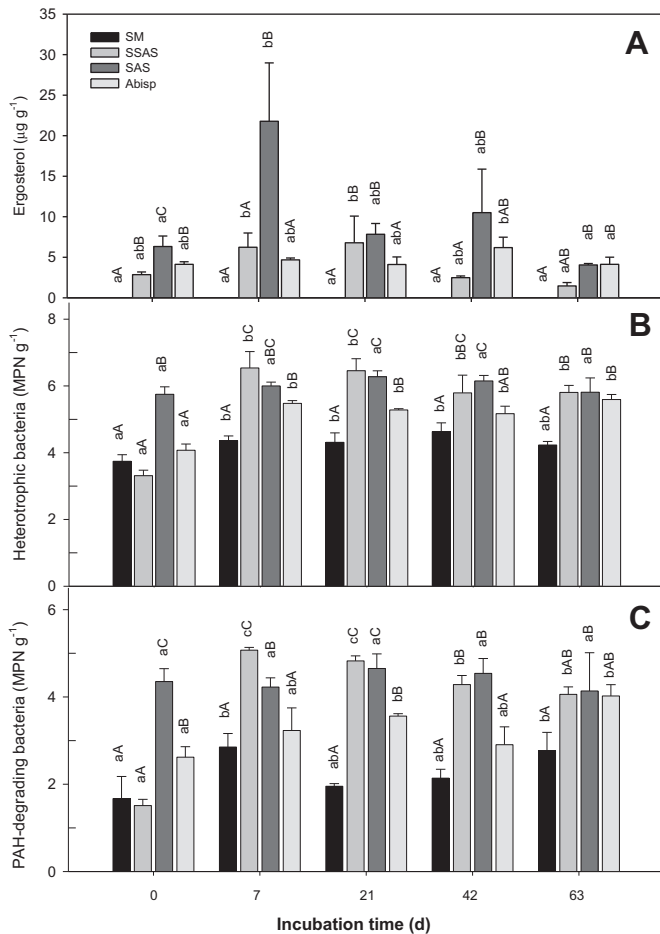 A
SM
SSAS
SAS
Abisp
Ergosterol (µg g-1)
35
30
25
20
15
10
5
0
aA abB aC abB
aA bA bB abA
aA bB abB abA
aA abA abB bAB
aA aAB aB aB
B
Heterotrophic bacteria (MPN g-1)
8
6
4
2
0
aA aA aB aA
bA bC aBC bB
bA bC aC bB
bA bBC aC bAB
bA bB aB bB
C
PAH-degrading bacteria (MPN g-1)
6
4
2
0
aA aA aC aB
bA cC aB abA
abA cC aC bB
abA bB aB abA
bA bAB aB bAB
0 7 21 42 63
Incubation time (d)